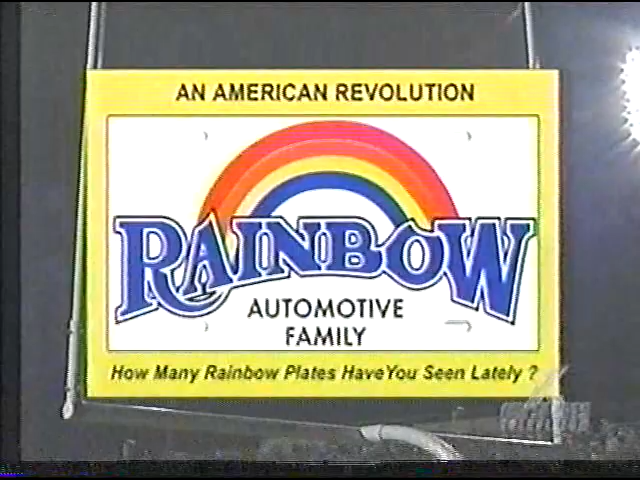 AN AMERICAN REVOLUTION
RAINBOW
AUTOMOTIVE
FAMILY
How Many Rainbow Plates HaveYou Seen Lately ?